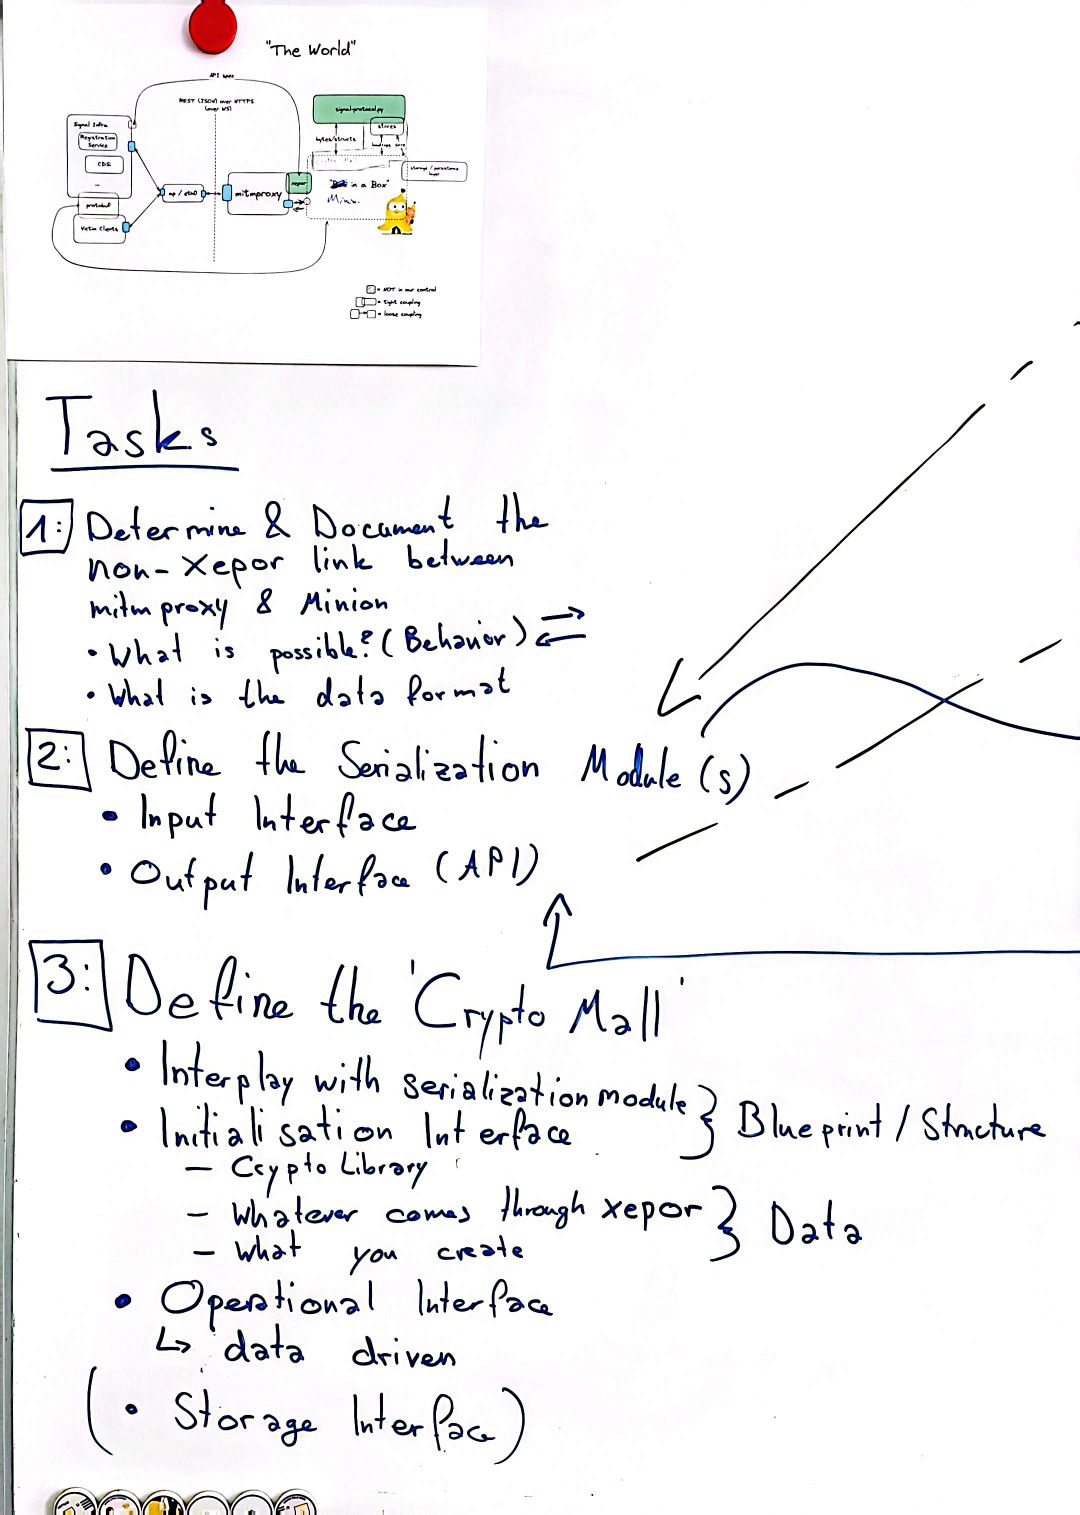 "The World"
API spec
REST (JSON) over HTTPS
(over WS)
signal-protocol.py
stores
bytes/structs
Signal Infra
Registration
Service
CDS
...
protobuf
Victim Clients
mitmproxy
xepor
storage / persistence
layer
in a Box"
= NOT in our control
= tight coupling
= loose coupling
Tasks
1: Determine & Document the
non-Xepor link between
mitmproxy & Minion
• What is possible? (Behavior)
• What is the data format
2: Define the Serialization Module(s)
• Input Interface
• Output Interface (API)
3: Define the 'Crypto Mall'
• Interplay with serialization module
• Initialisation Interface } Blueprint / Structure
– Crypto Library
– Whatever comes through xepor } Data
– What you create
• Operational Interface
↳ data driven
(• Storage Interface)